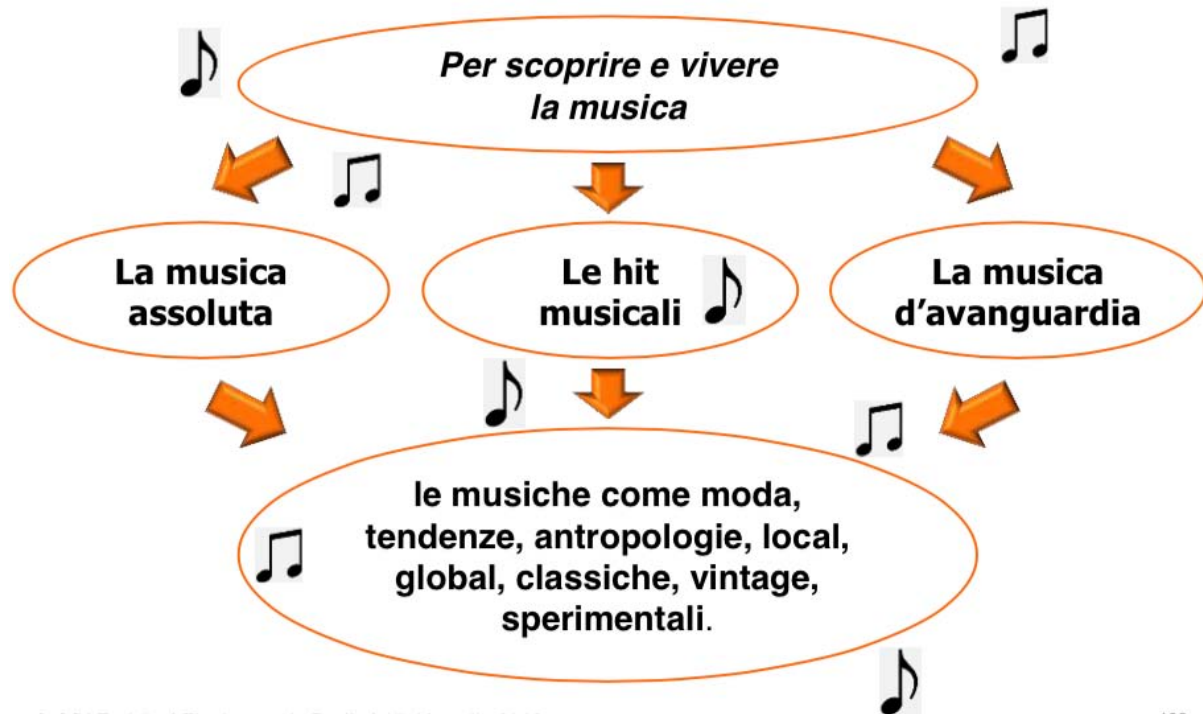 Per scoprire e vivere
la musica
La musica
assoluta
Le hit
musicali
La musica
d'avanguardia
le musiche come moda,
tendenze, antropologie, local,
global, classiche, vintage,
sperimentali.